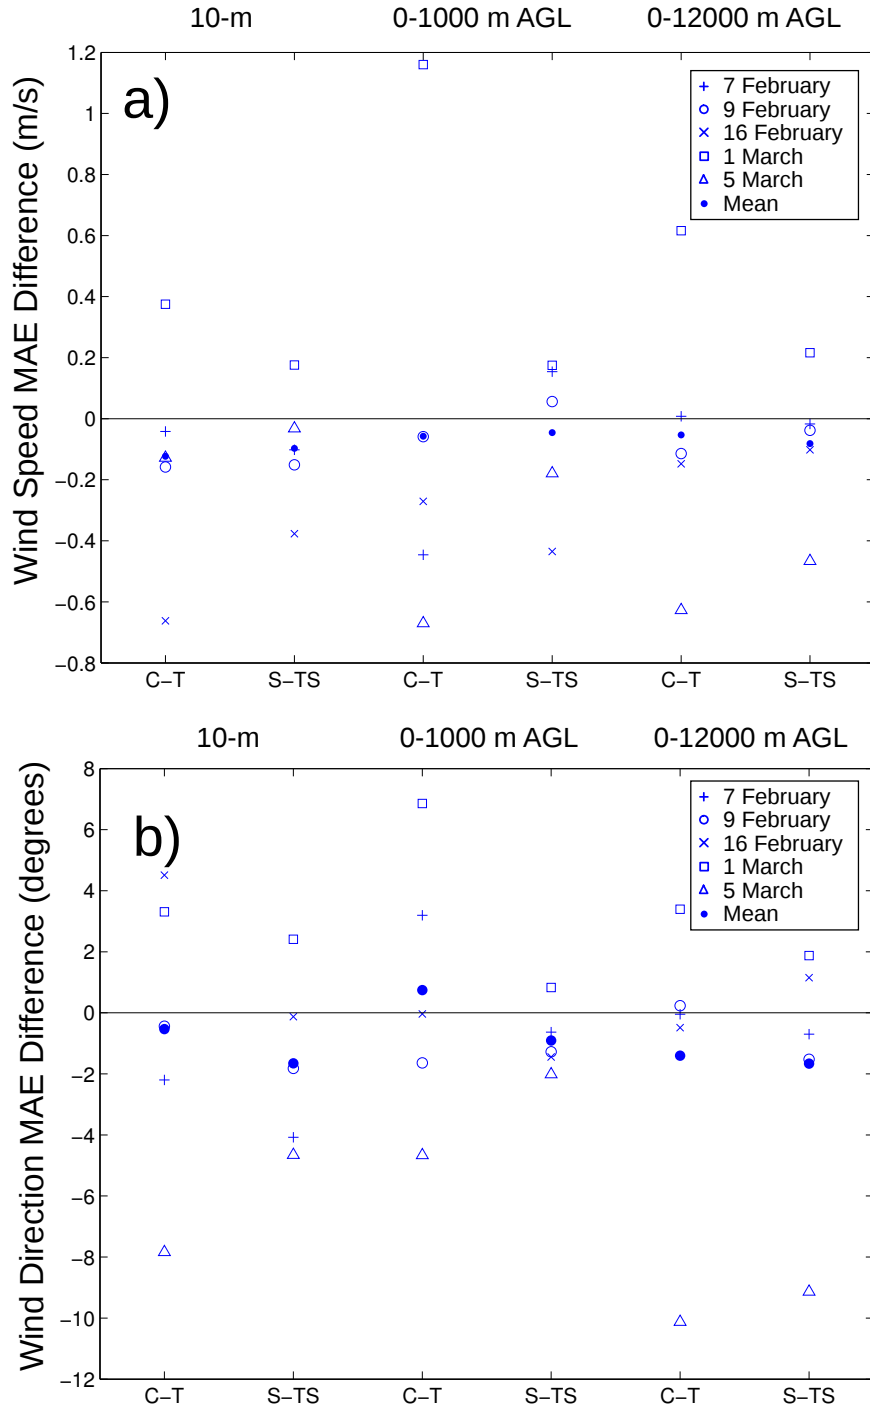 10-m 0-1000 m AGL 0-12000 m AGL
a)
Wind Speed MAE Difference (m/s)
1.2
1
0.8
0.6
0.4
0.2
0
−0.2
−0.4
−0.6
−0.8
7 February
9 February
16 February
1 March
5 March
Mean
C−T S−TS C−T S−TS C−T S−TS
10-m 0-1000 m AGL 0-12000 m AGL
b)
Wind Direction MAE Difference (degrees)
8
6
4
2
0
−2
−4
−6
−8
−10
−12
7 February
9 February
16 February
1 March
5 March
Mean
C−T S−TS C−T S−TS C−T S−TS